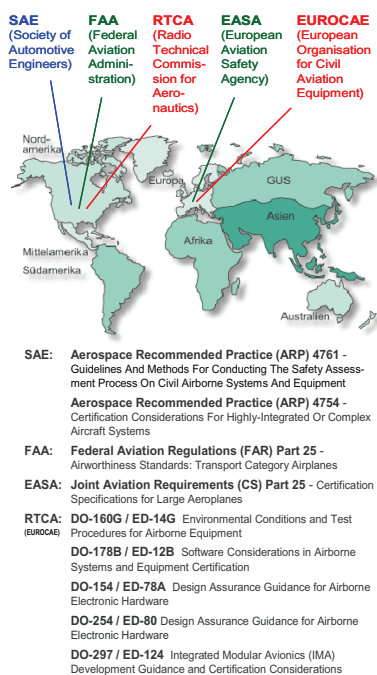 SAE
(Society of
Automotive
Engineers)
FAA
(Federal
Aviation
Admini-
stration)
RTCA
(Radio
Technical
Commis-
sion for
Aero-
nautics)
EASA
(European
Aviation
Safety
Agency)
EUROCAE
(European
Organisation
for Civil
Aviation
Equipment)
Nord-
amerika
Europa
GUS
Asien
Afrika
Mittelamerika
Südamerika
Australien
SAE: Aerospace Recommended Practice (ARP) 4761 -
Guidelines And Methods For Conducting The Safety Assess-
ment Process On Civil Airborne Systems And Equipment
Aerospace Recommended Practice (ARP) 4754 -
Certification Considerations For Highly-Integrated Or Complex
Aircraft Systems
FAA: Federal Aviation Regulations (FAR) Part 25 -
Airworthiness Standards: Transport Category Airplanes
EASA: Joint Aviation Requirements (CS) Part 25 - Certification
Specifications for Large Aeroplanes
RTCA: DO-160G / ED-14G Environmental Conditions and Test
(EUROCAE) Procedures for Airborne Equipment
DO-178B / ED-12B Software Considerations in Airborne
Systems and Equipment Certification
DO-154 / ED-78A Design Assurance Guidance for Airborne
Electronic Hardware
DO-254 / ED-80 Design Assurance Guidance for Airborne
Electronic Hardware
DO-297 / ED-124 Integrated Modular Avionics (IMA)
Development Guidance and Certification Considerations